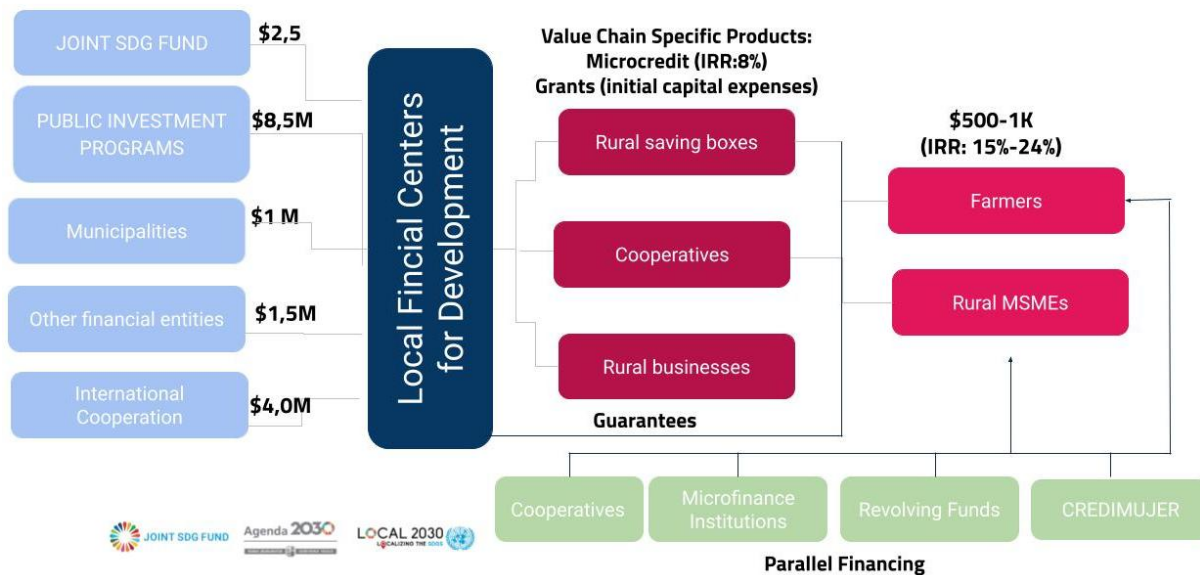 JOINT SDG FUND
$2,5
PUBLIC INVESTMENT
PROGRAMS
$8,5M
Municipalities
$1 M
Other financial entities
$1,5M
International
Cooperation
$4,0M
Local Fincial Centers
for Development
Value Chain Specific Products:
Microcredit (IRR:8%)
Grants (initial capital expenses)
Rural saving boxes
Cooperatives
Rural businesses
Guarantees
$500-1K
(IRR: 15%-24%)
Farmers
Rural MSMEs
Cooperatives
Microfinance
Institutions
Revolving Funds
CREDIMUJER
Parallel Financing
JOINT SDG FUND
Agenda 2030
LOCAL 2030
LOCALIZING THE SDGS